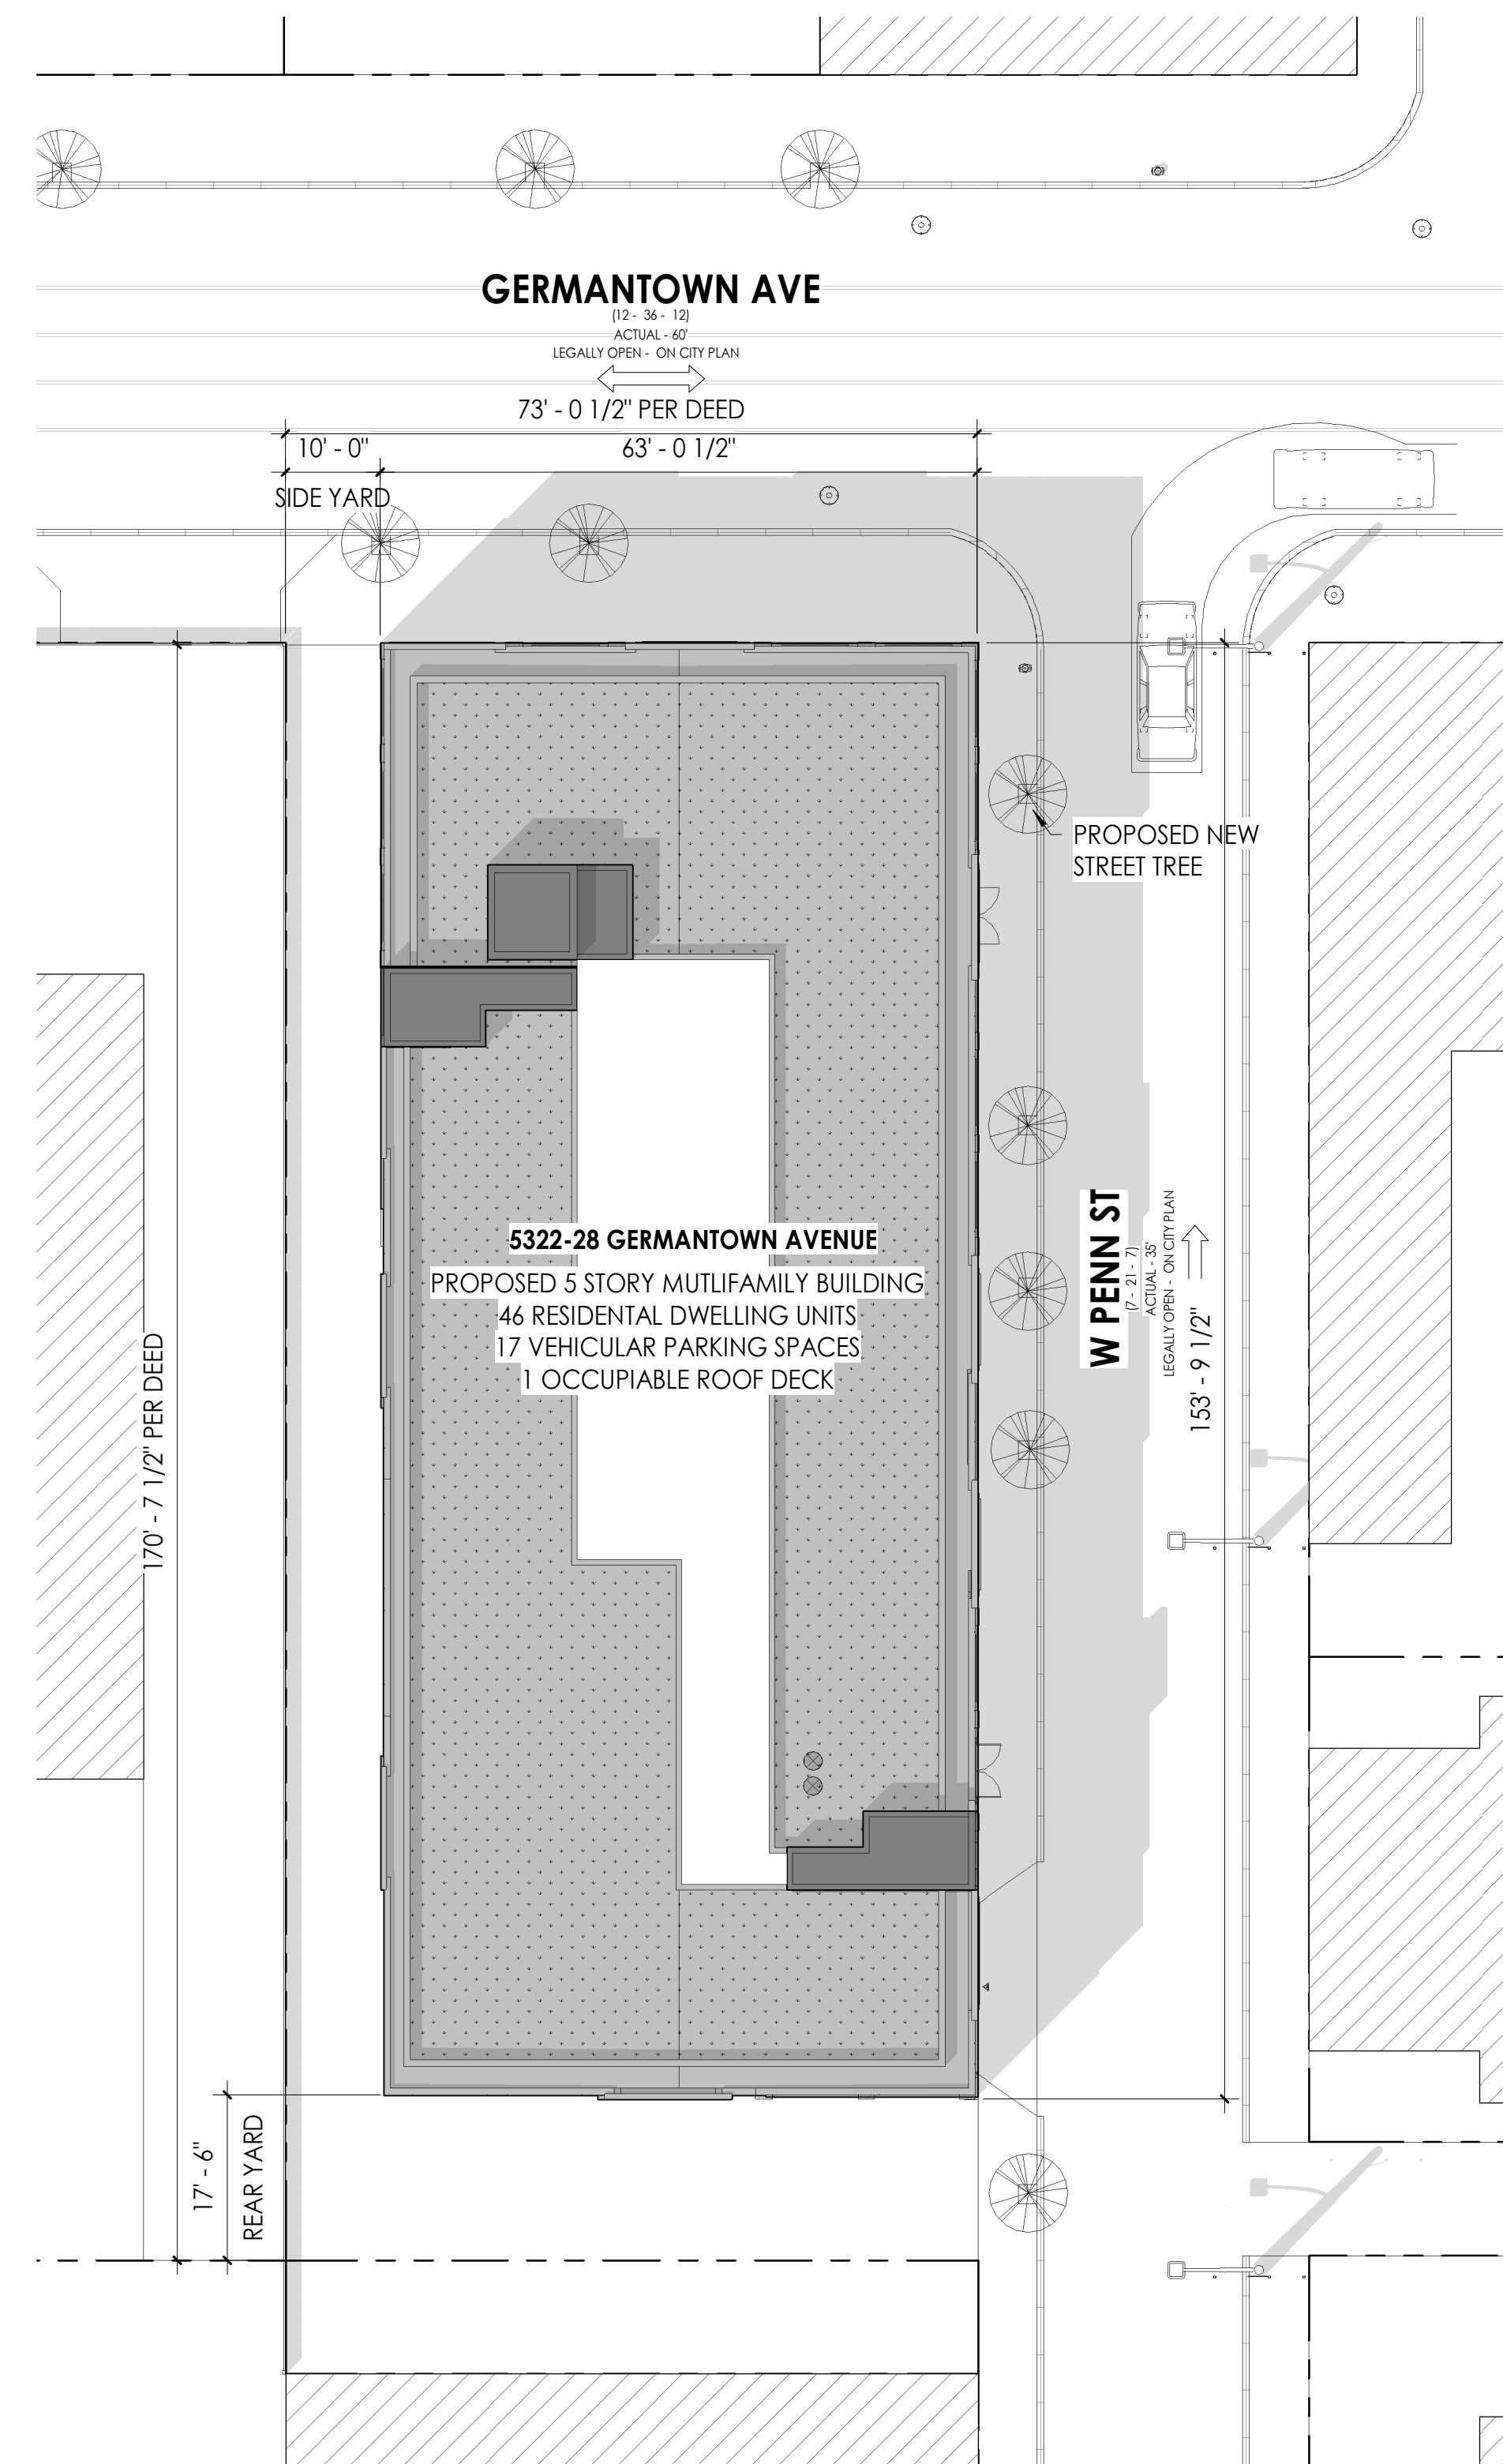 GERMANTOWN AVE
(12 - 36 - 12)
ACTUAL - 60'
LEGALLY OPEN - ON CITY PLAN
73' - 0 1/2" PER DEED
10' - 0"
63' - 0 1/2"
SIDE YARD
PROPOSED NEW
STREET TREE
5322-28 GERMANTOWN AVENUE
PROPOSED 5 STORY MUTLIFAMILY BUILDING
46 RESIDENTAL DWELLING UNITS
17 VEHICULAR PARKING SPACES
1 OCCUPIABLE ROOF DECK
W PENN ST
(7 - 21 - 7)
ACTUAL - 35'
LEGALLY OPEN - ON CITY PLAN
153' - 9 1/2"
170' - 7 1/2" PER DEED
17' - 6"
REAR YARD